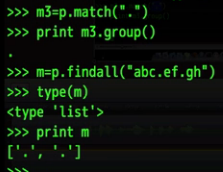 >>> m3=p.match(".")
>>> print m3.group()
.
>>> m=p.findall("abc.ef.gh")
>>> type(m)
<type 'list'>
>>> print m
['.', '.']
>>>